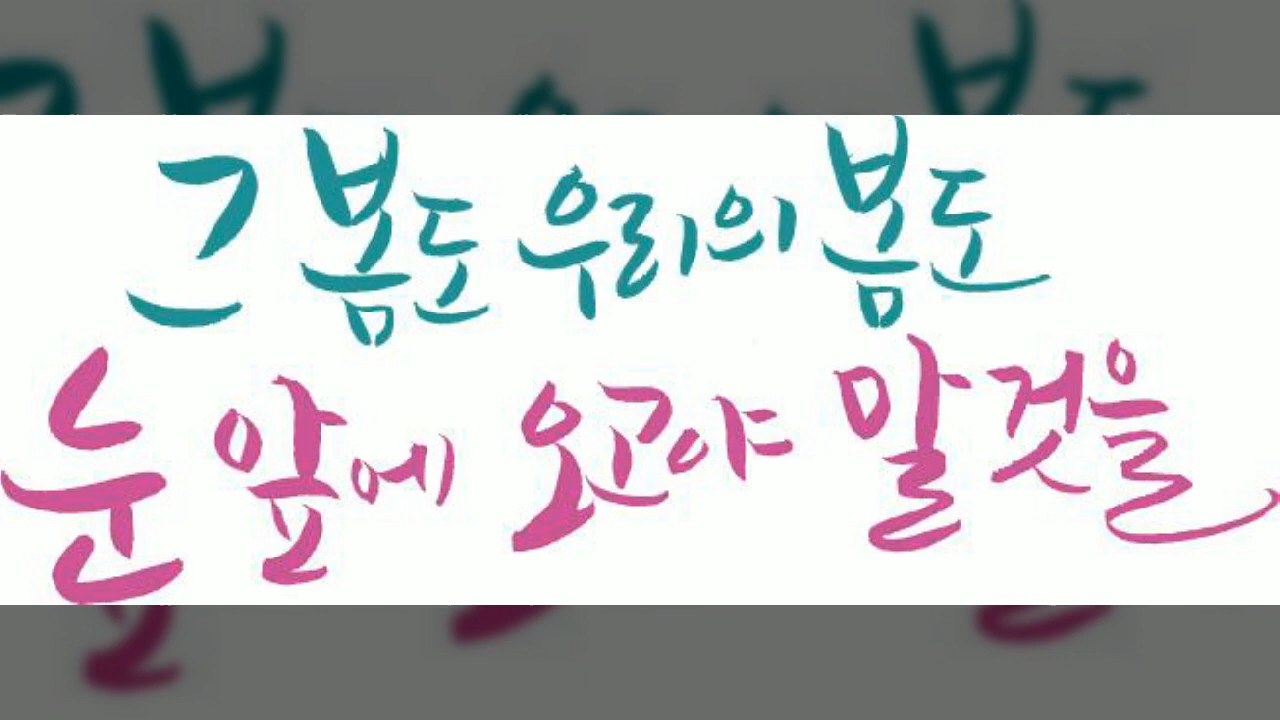 그 봄도 우리의 봄도
눈 앞에 오고야 말 것을